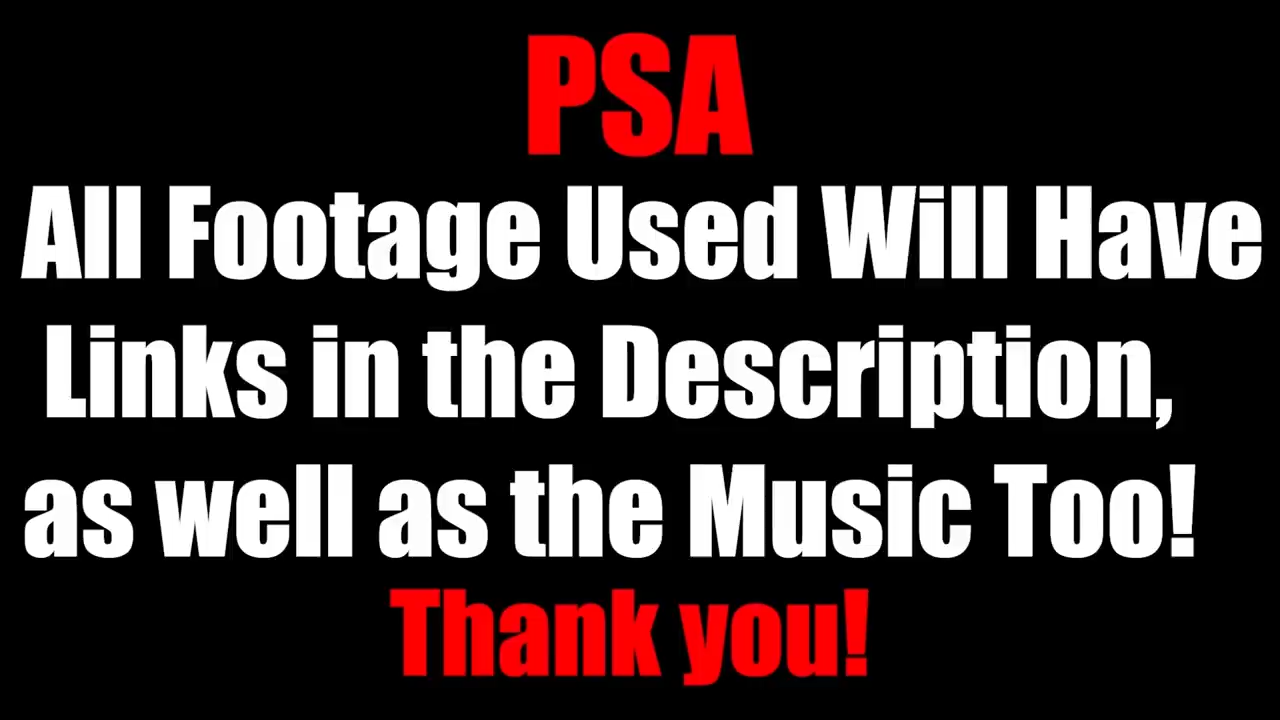 PSA
All Footage Used Will Have
Links in the Description,
as well as the Music Too!
Thank you!